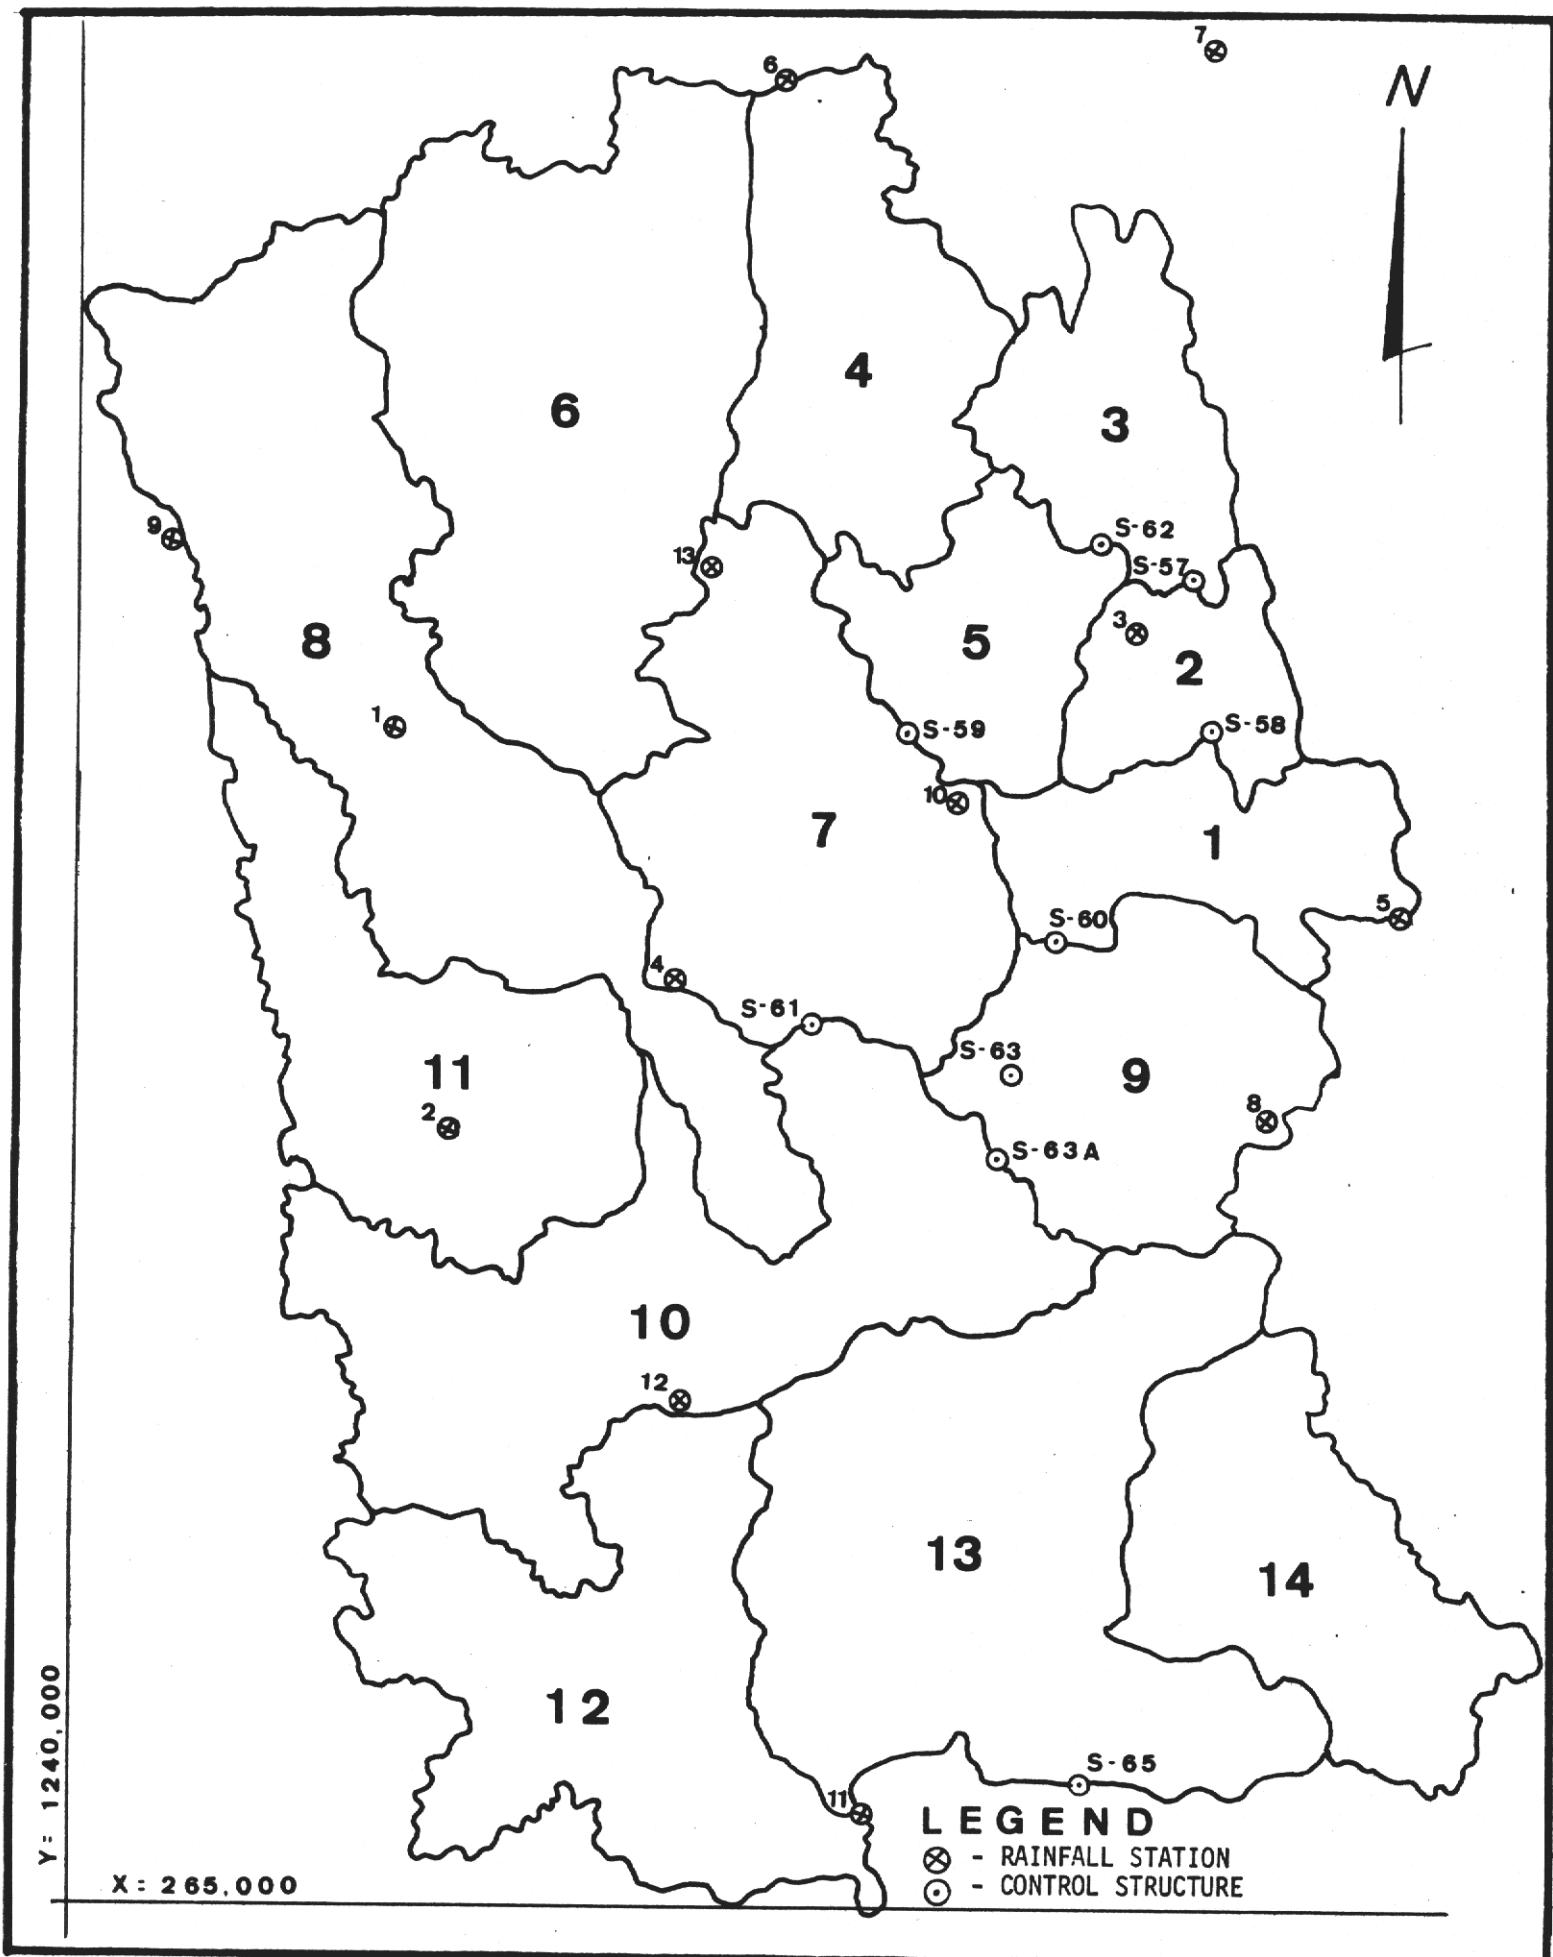 7
6
N
4
6
3
9
13
S-62
S-57
3
8
5
2
1
S-59
S-58
10
7
1
5
S-60
4
S-61
S-63
11
9
2
8
S-63A
10
12
13
14
12
S-65
11
LEGEND
⊗ - RAINFALL STATION
⊙ - CONTROL STRUCTURE
Y: 1240,000
X: 265,000